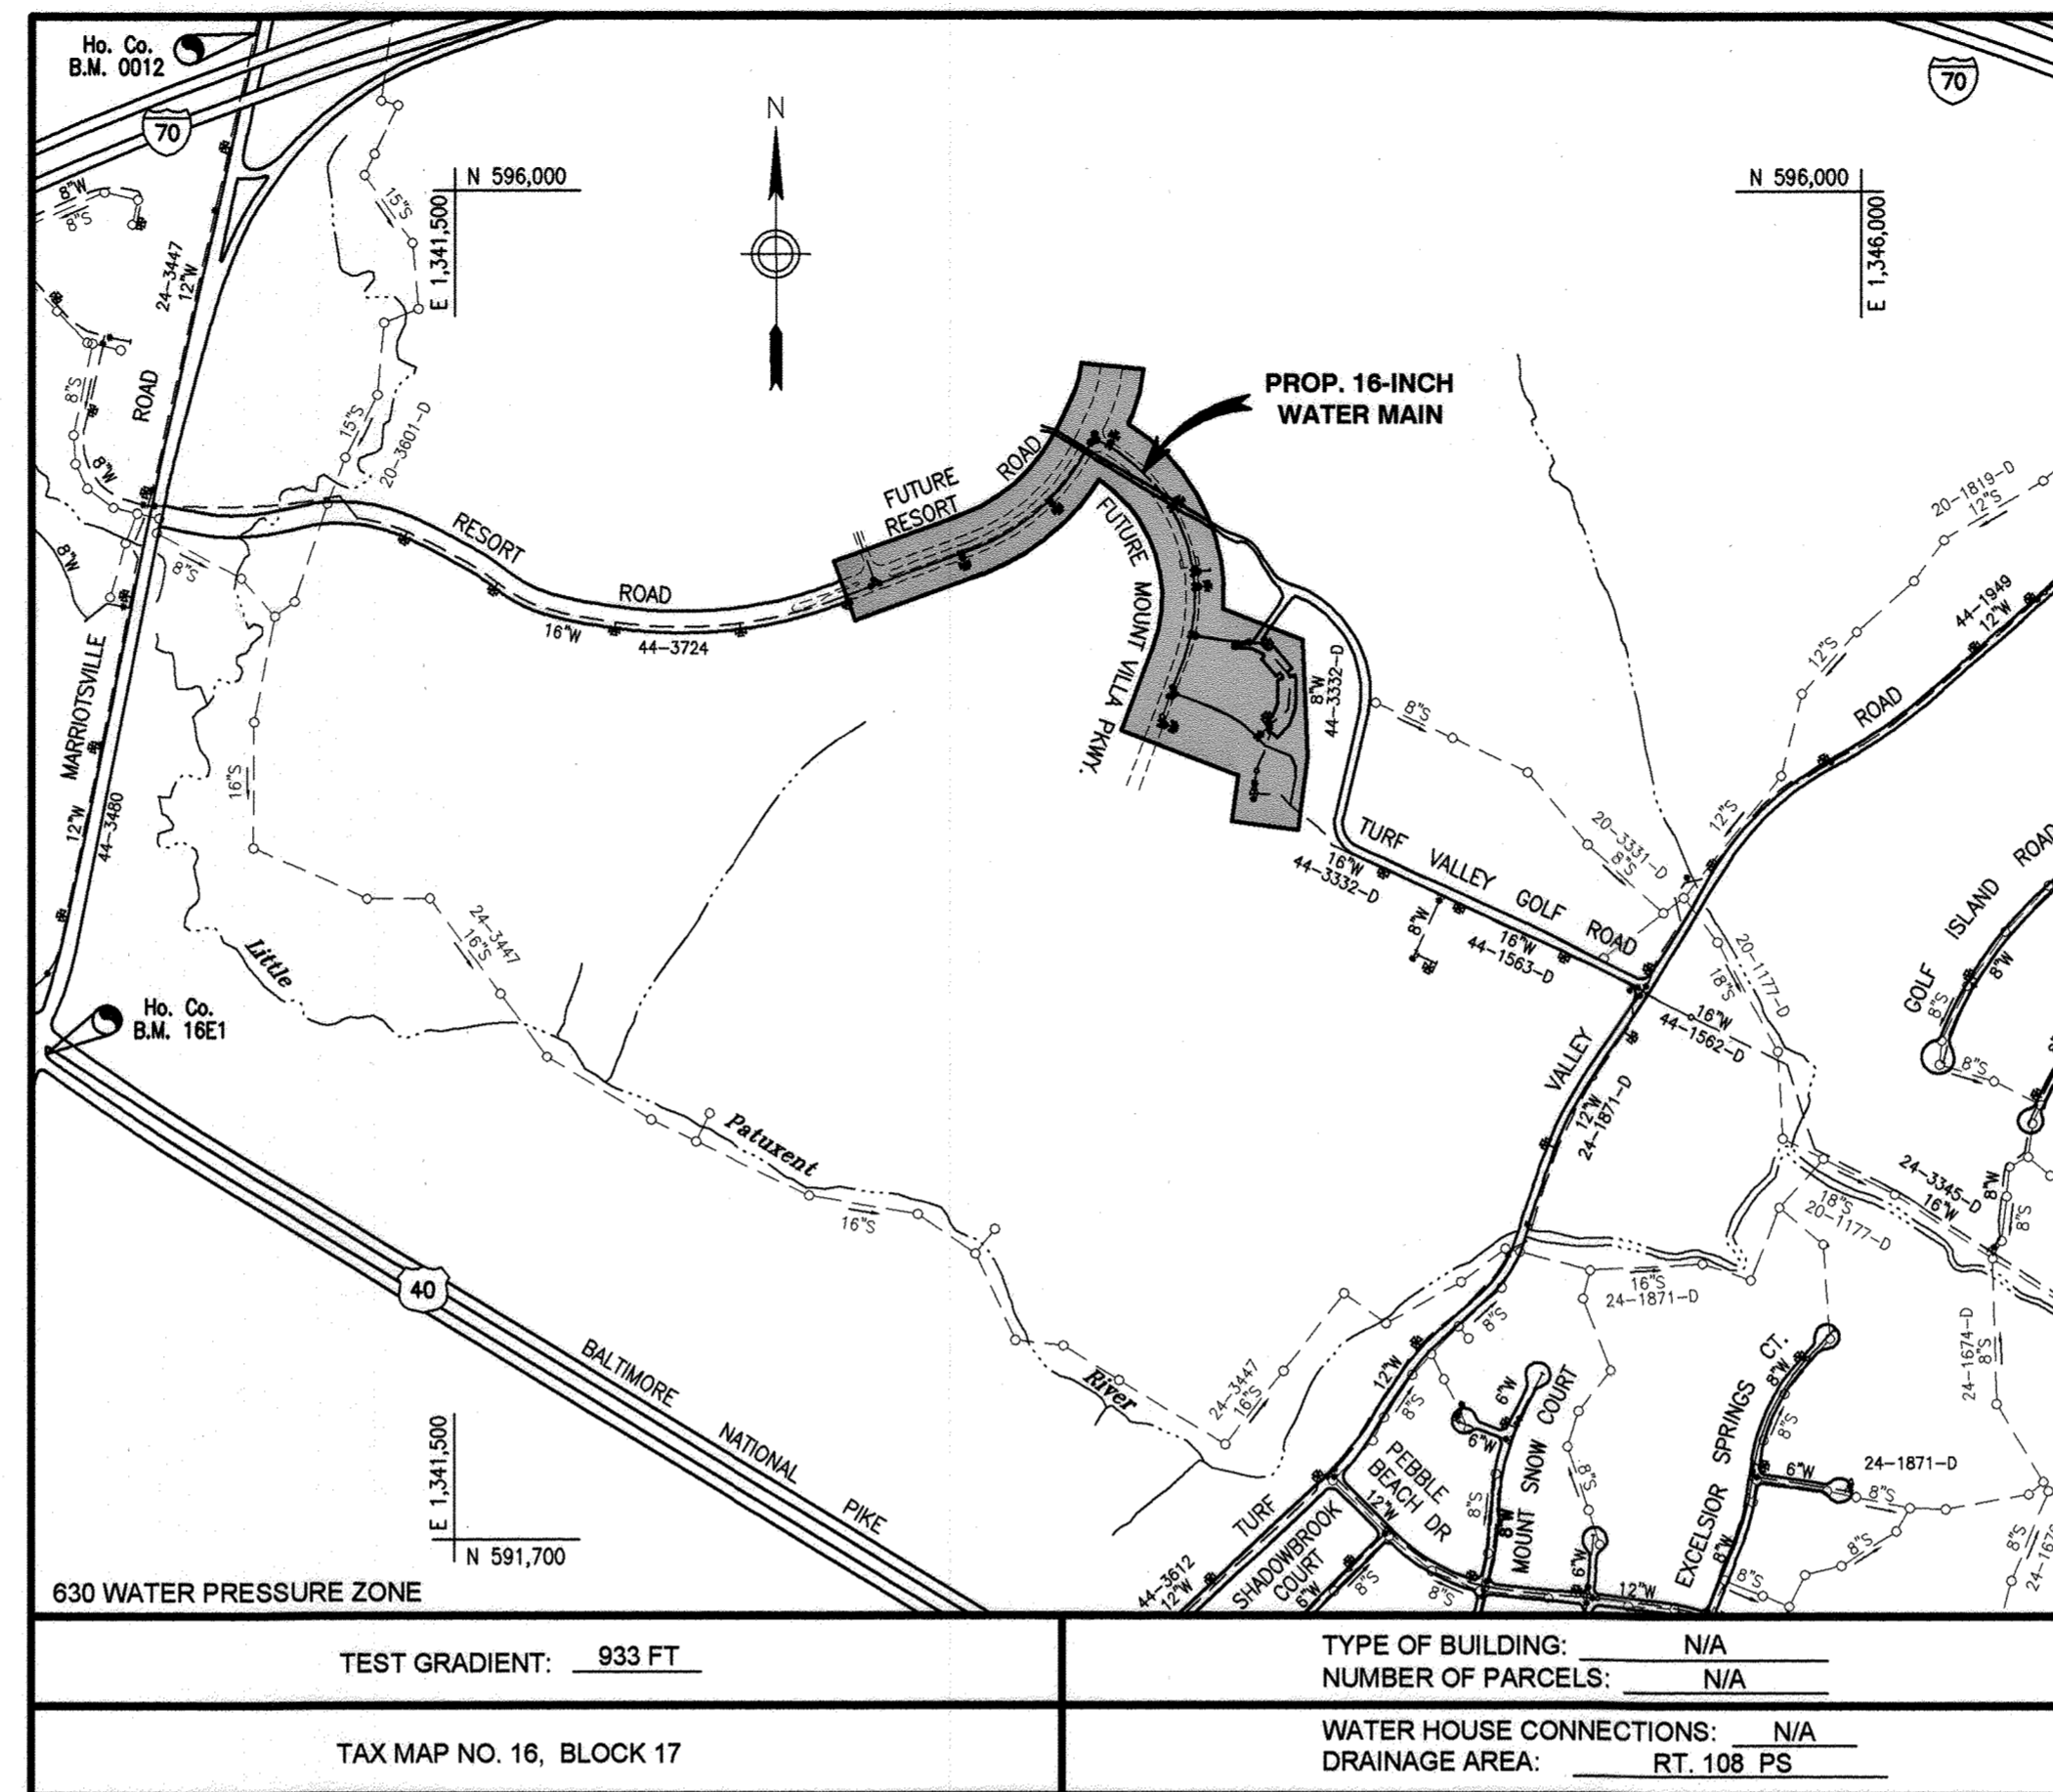 Ho. Co.
B.M. 0012
70
70
N
N 596,000
E 1,341,500
N 596,000
E 1,346,000
8"W
8"S
15"S
24-3447
12"W
ROAD
8"S
8"W
15"S
20-3601-D
8"W
8"S
RESORT
ROAD
16"W
44-3724
FUTURE
RESORT
ROAD
PROP. 16-INCH
WATER MAIN
FUTURE MOUNT VILLA PKWY.
8"W
44-3332-D
8"S
20-1819-D
12"S
12"S
44-1949
12"W
ROAD
12"S
MARRIOTSVILLE
12"W
44-3480
16"S
24-3447
16"S
Little
Ho. Co.
B.M. 16E1
TURF VALLEY GOLF ROAD
16"W
44-3332-D
8"W
16"W
44-1563-D
20-3331-D
8"S
20-1177-D
18"S
16"W
44-1562-D
GOLF ISLAND ROAD
8"W
8"S
8"S
VALLEY
12"W
24-1871-D
24-3345-D
16"W
18"S
20-1177-D
8"W
8"S
Patuxent
16"S
16"S
24-1871-D
40
BALTIMORE NATIONAL PIKE
River
24-3447
16"S
12"W
8"S
8"S
24-1674-D
8"S
6"W
6"W
MOUNT SNOW COURT
8"S
8"W
8"S
6"W
EXCELSIOR SPRINGS CT.
8"W
8"S
6"W
24-1871-D
8"S
8"W
8"S
8"S
8"S
PEBBLE
BEACH DR
12"W
8"S
12"W
TURF
44-3612
12"W
SHADOWBROOK
COURT
6"W
8"S
E 1,341,500
N 591,700
630 WATER PRESSURE ZONE
TEST GRADIENT: 933 FT
TYPE OF BUILDING: N/A
NUMBER OF PARCELS: N/A
TAX MAP NO. 16, BLOCK 17
WATER HOUSE CONNECTIONS: N/A
DRAINAGE AREA: RT. 108 PS